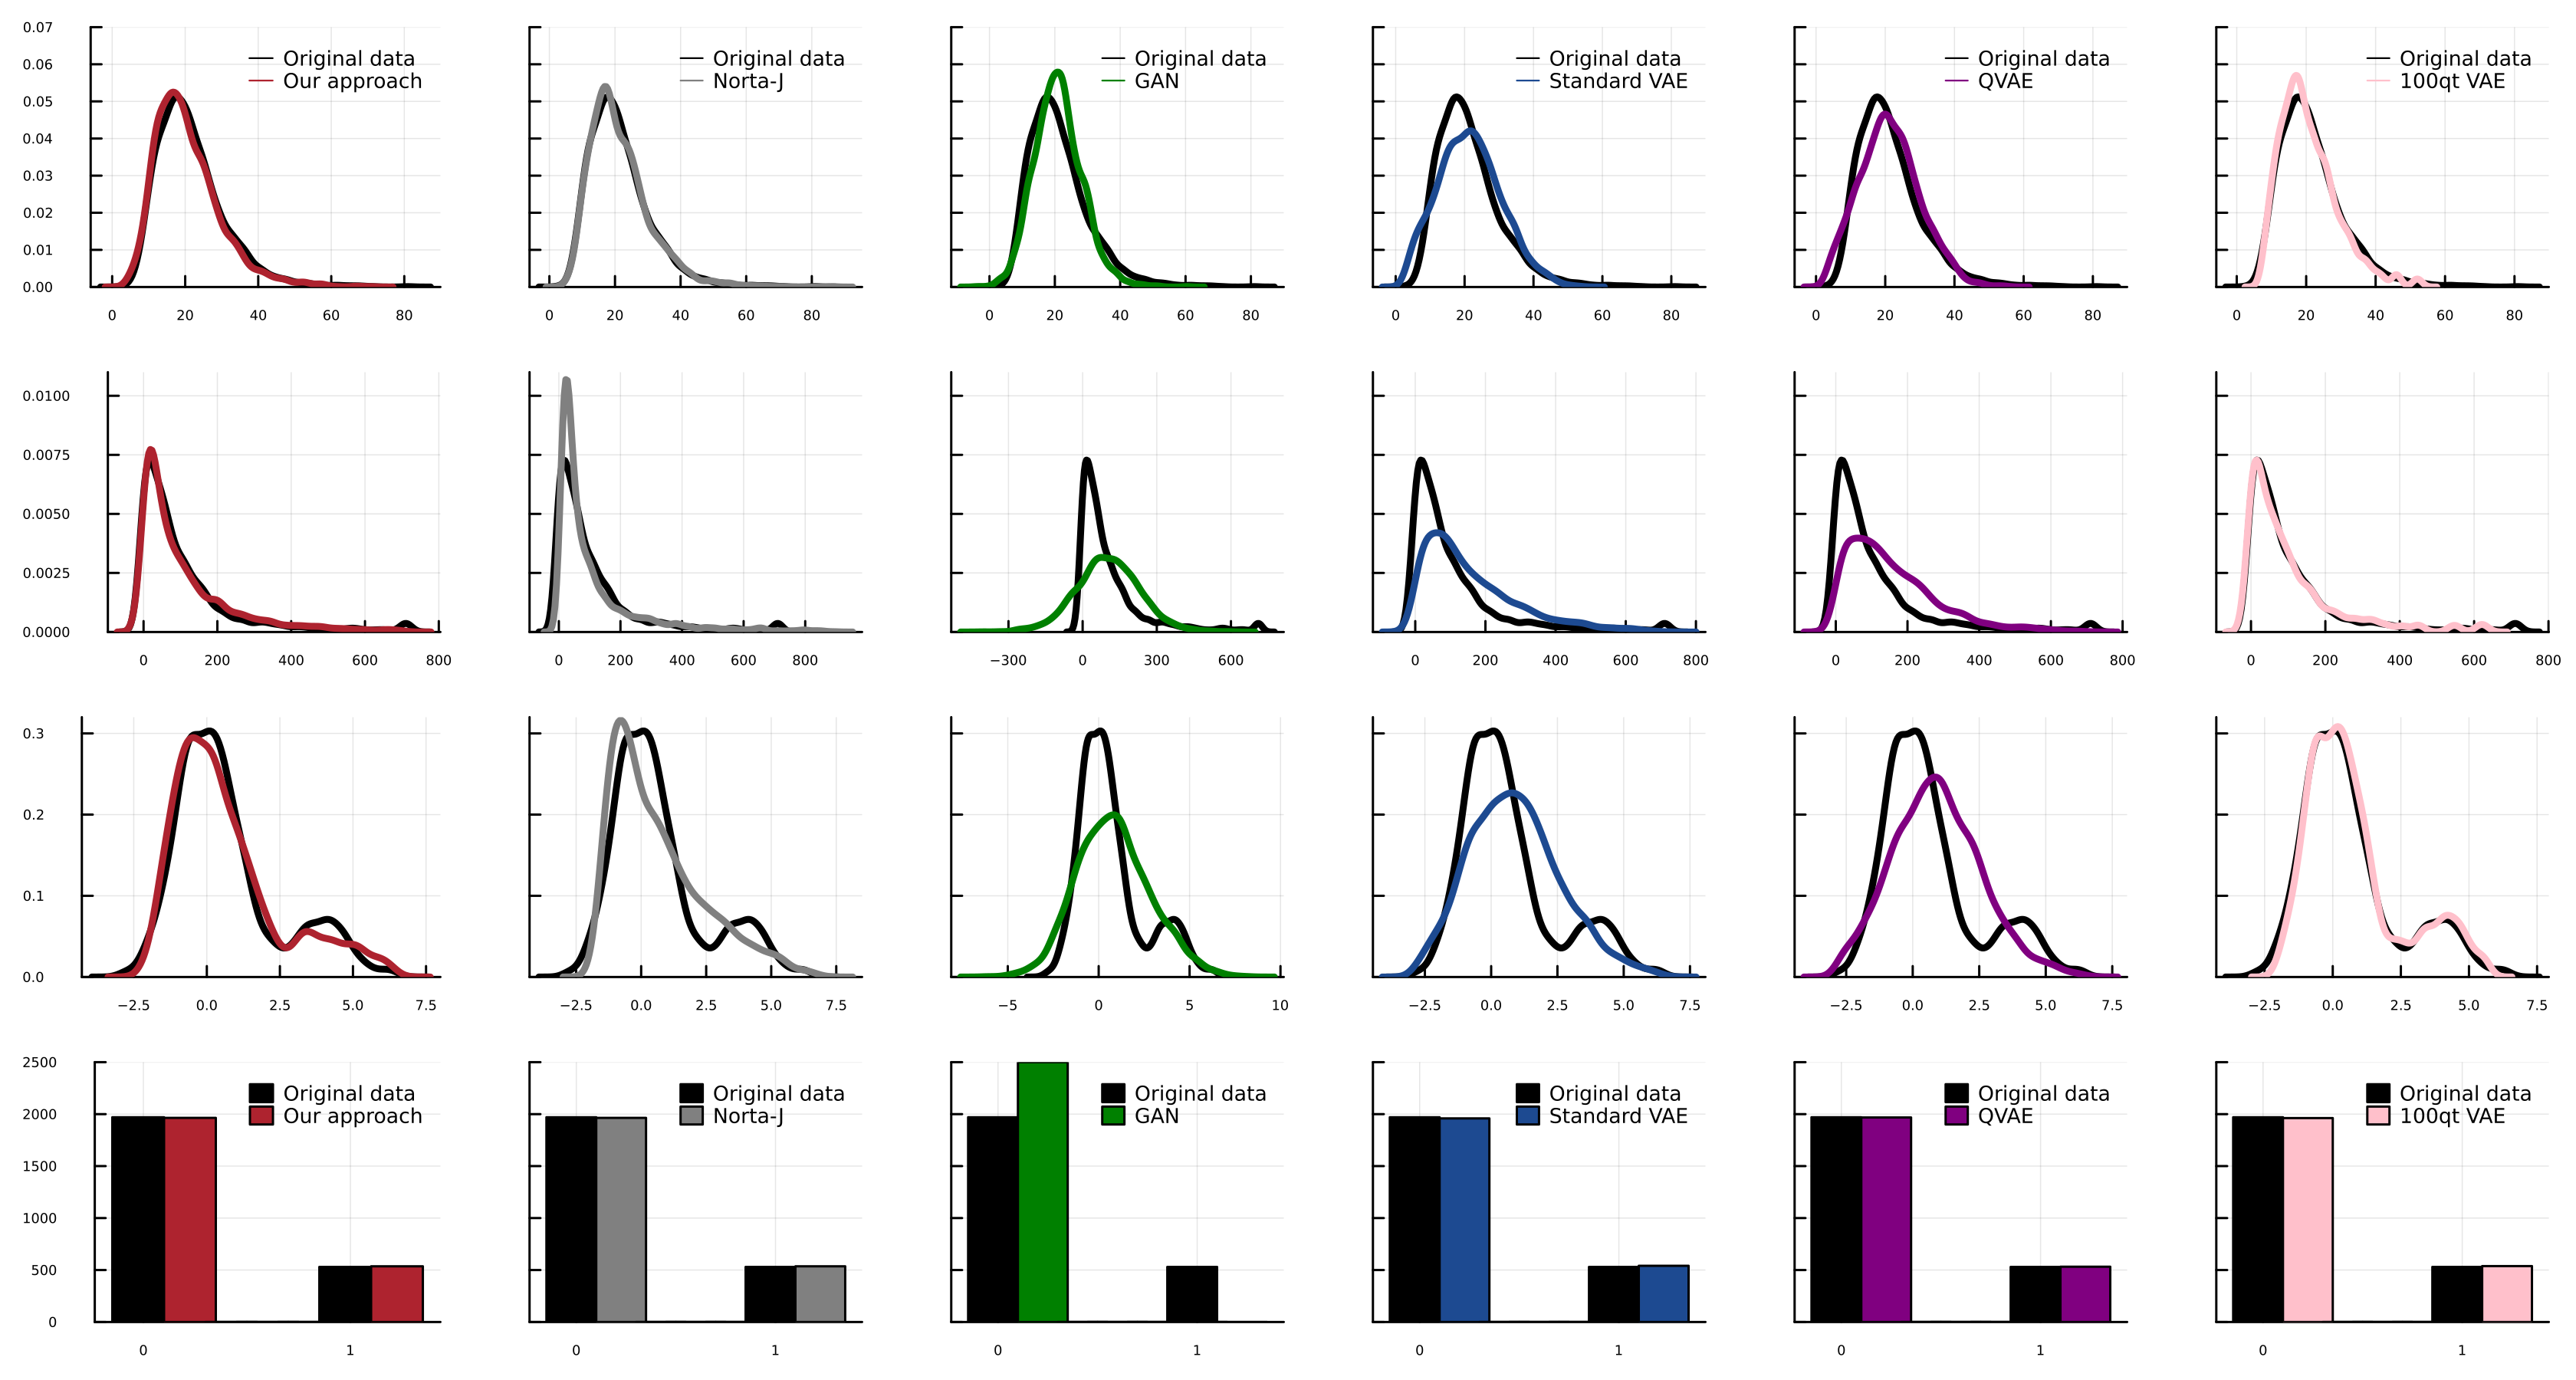 0.07
0.06
0.05
0.04
0.03
0.02
0.01
0.00
Original data
Our approach
0 20 40 60 80
Original data
Norta-J
0 20 40 60 80
Original data
GAN
0 20 40 60 80
Original data
Standard VAE
0 20 40 60 80
Original data
QVAE
0 20 40 60 80
Original data
100qt VAE
0 20 40 60 80
0.0100
0.0075
0.0050
0.0025
0.0000
0 200 400 600 800
0 200 400 600 800
−300 0 300 600
0 200 400 600 800
0 200 400 600 800
0 200 400 600 800
0.3
0.2
0.1
0.0
−2.5 0.0 2.5 5.0 7.5
−2.5 0.0 2.5 5.0 7.5
−5 0 5 10
−2.5 0.0 2.5 5.0 7.5
−2.5 0.0 2.5 5.0 7.5
−2.5 0.0 2.5 5.0 7.5
2500
2000
1500
1000
500
0
Original data
Our approach
0 1
Original data
Norta-J
0 1
Original data
GAN
0 1
Original data
Standard VAE
0 1
Original data
QVAE
0 1
Original data
100qt VAE
0 1